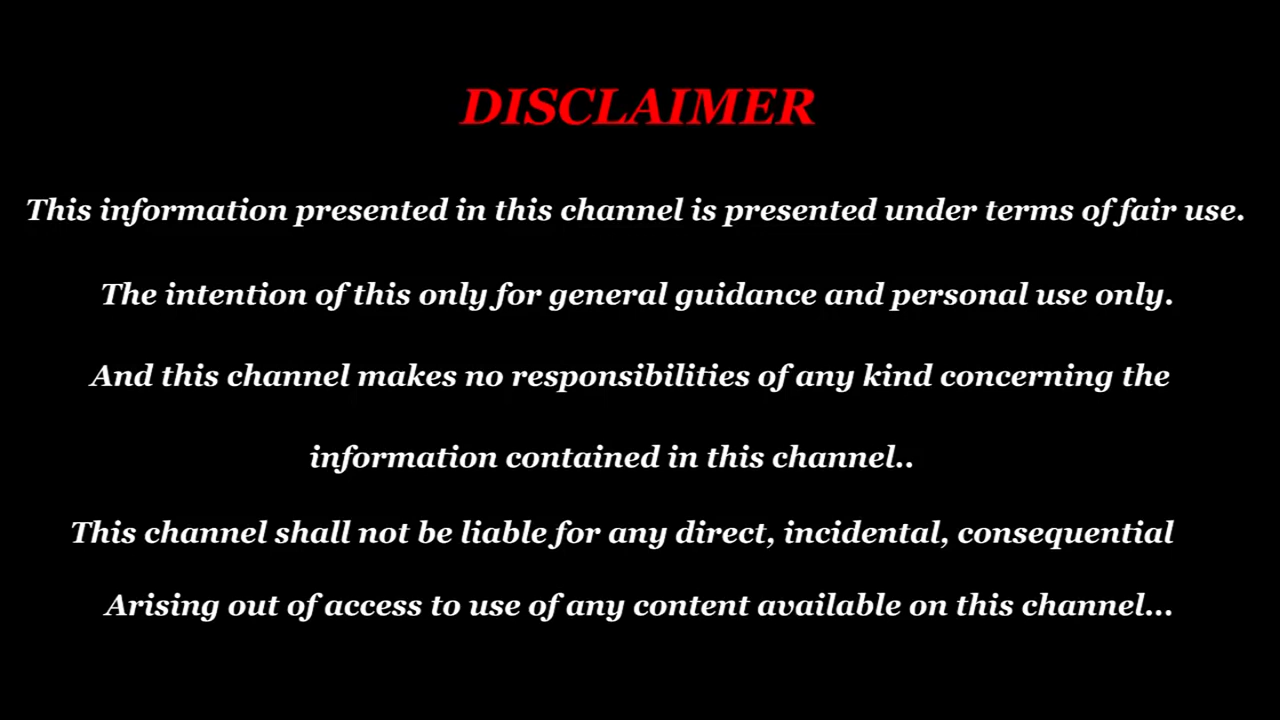 DISCLAIMER
This information presented in this channel is presented under terms of fair use.
The intention of this only for general guidance and personal use only.
And this channel makes no responsibilities of any kind concerning the
information contained in this channel..
This channel shall not be liable for any direct, incidental, consequential
Arising out of access to use of any content available on this channel...